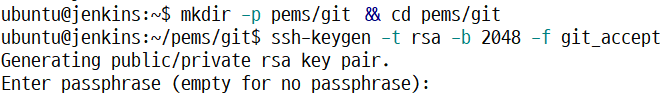 ubuntu@jenkins:~$ mkdir -p pems/git && cd pems/git
ubuntu@jenkins:~/pems/git$ ssh-keygen -t rsa -b 2048 -f git_accept
Generating public/private rsa key pair.
Enter passphrase (empty for no passphrase):